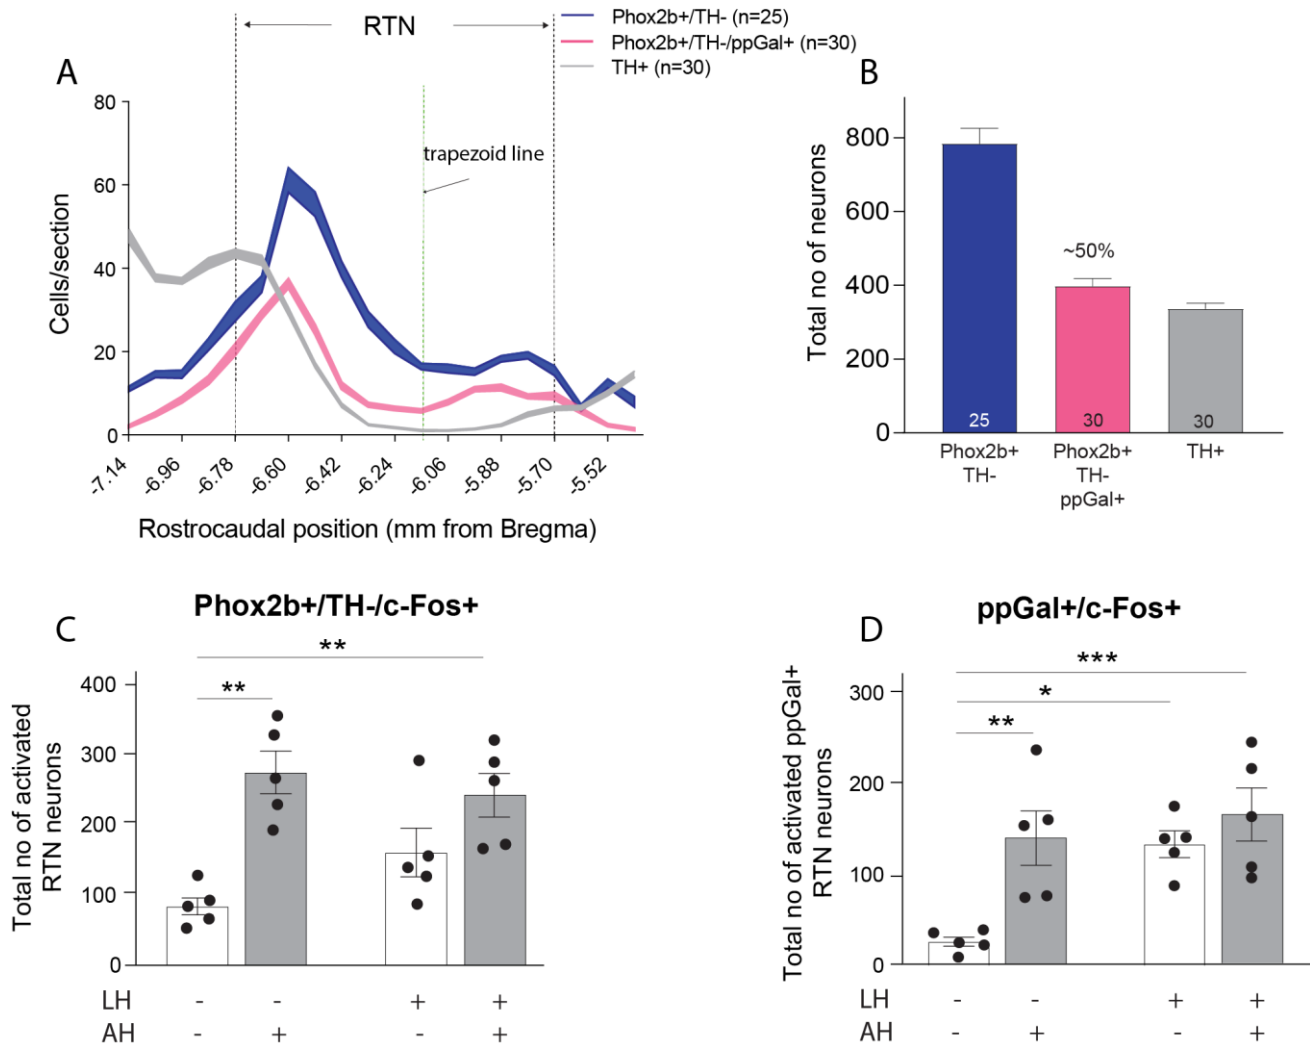 RTN
Phox2b+/TH- (n=25)
Phox2b+/TH-/ppGal+ (n=30)
TH+ (n=30)
A
80
60
40
20
0
Cells/section
trapezoid line
-7.14
-6.96
-6.78
-6.60
-6.42
-6.24
-6.06
-5.88
-5.70
-5.52
Rostrocaudal position (mm from Bregma)
B
800
600
400
200
0
Total no of neurons
~50%
25
30
30
Phox2b+
TH-
Phox2b+
TH-
ppGal+
TH+
C
Phox2b+/TH-/c-Fos+
**
**
400
300
200
100
0
Total no of activated
RTN neurons
LH - - + +
AH - + - +
D
ppGal+/c-Fos+
***
*
**
300
200
100
0
Total no of activated ppGal+
RTN neurons
LH - - + +
AH - + - +